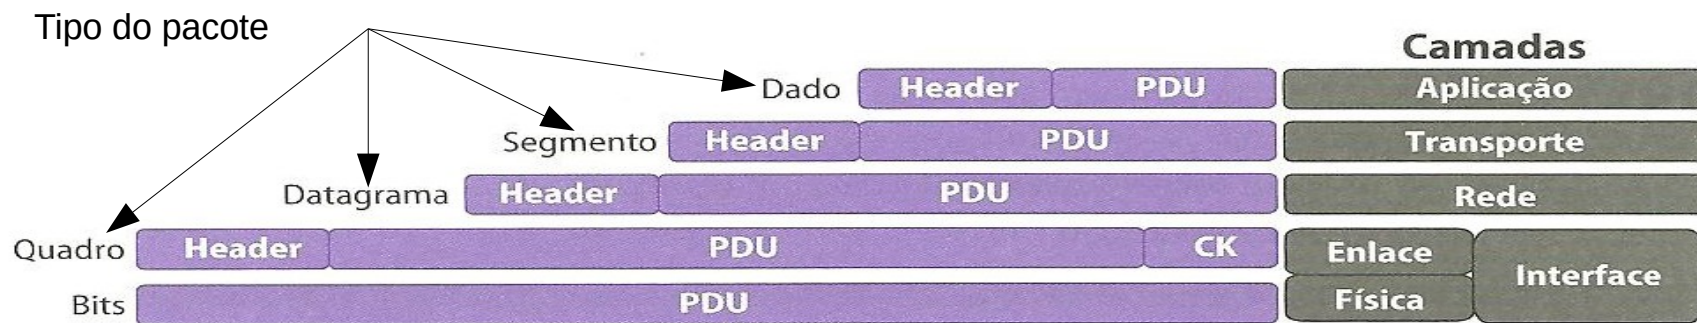 Tipo do pacote
Camadas
Dado Header PDU Aplicação
Segmento Header PDU Transporte
Datagrama Header PDU Rede
Quadro Header PDU CK Enlace
Interface
Bits PDU Física